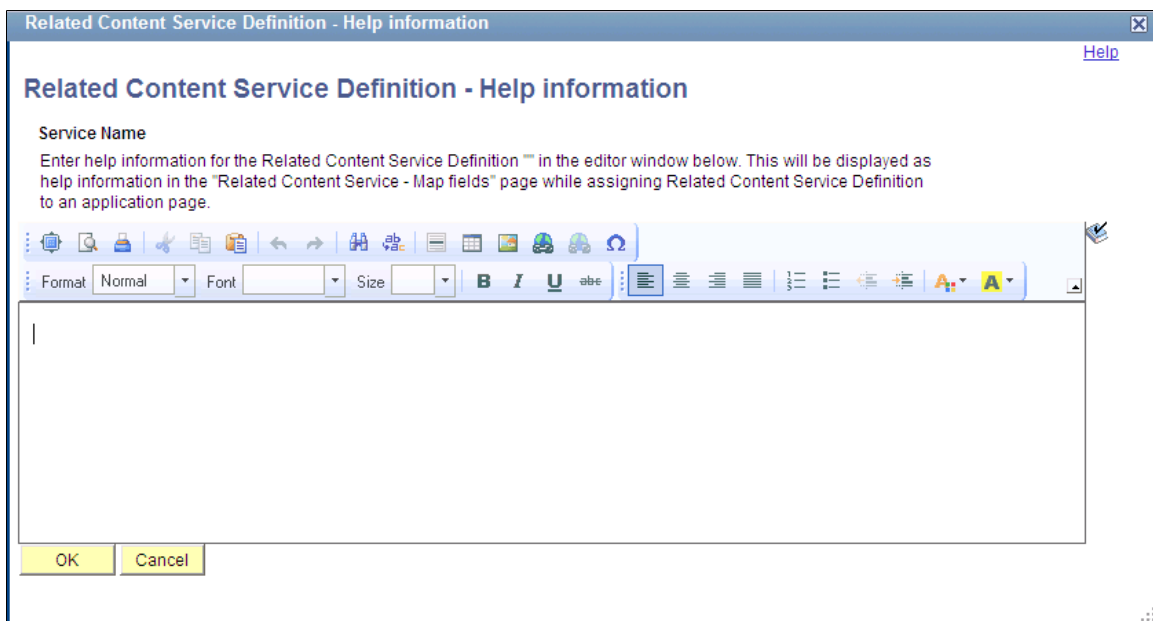 Related Content Service Definition - Help information
Help
Related Content Service Definition - Help information
Service Name
Enter help information for the Related Content Service Definition "" in the editor window below. This will be displayed as
help information in the "Related Content Service - Map fields" page while assigning Related Content Service Definition
to an application page.
Format Normal Font Size B I U abc A A
OK Cancel